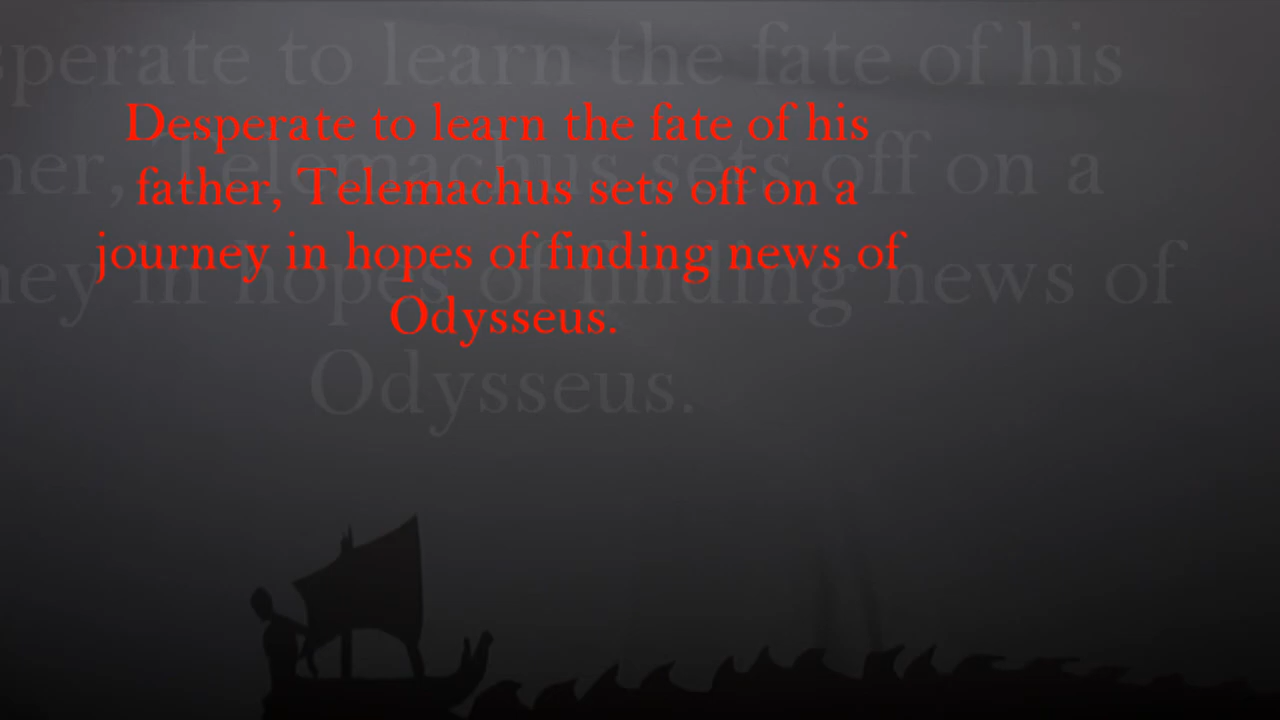 Desperate to learn the fate of his
father, Telemachus sets off on a
journey in hopes of finding news of
Odysseus.